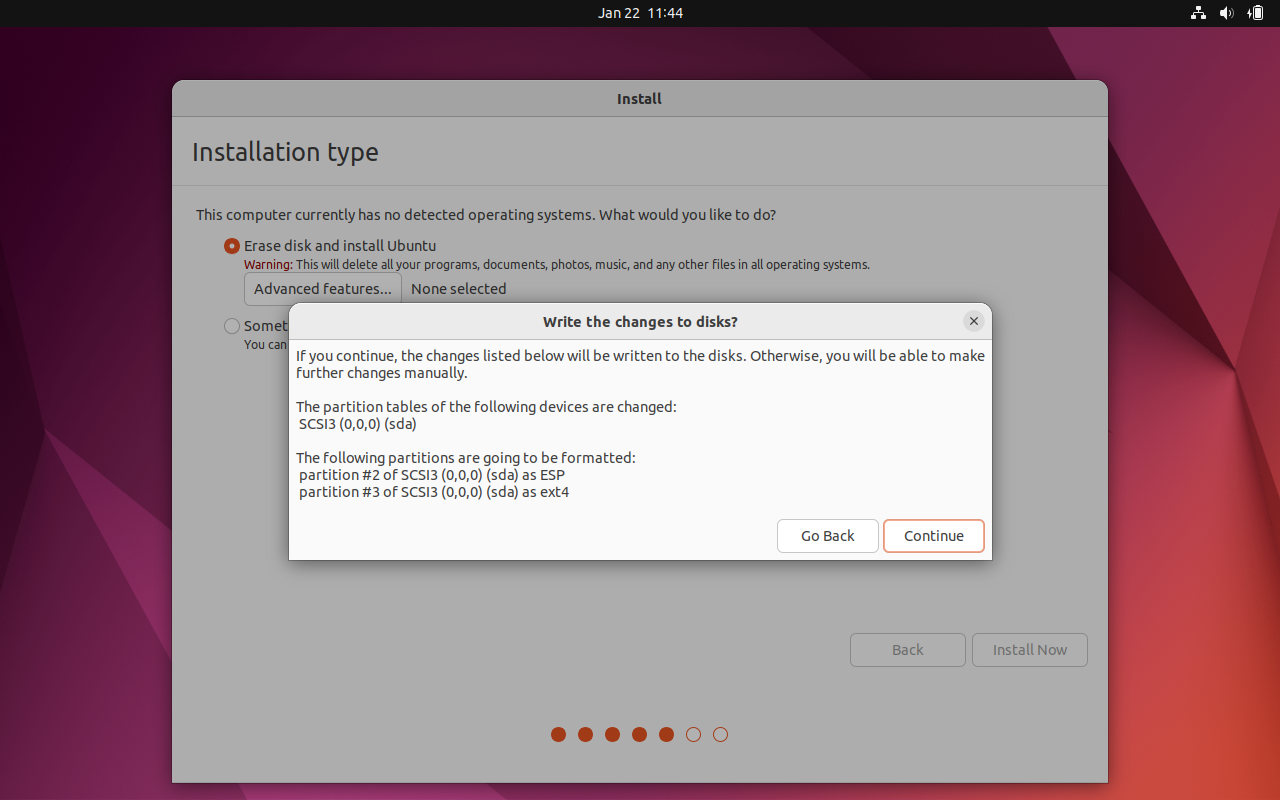 Jan 22 11:44
Install
Installation type
This computer currently has no detected operating systems. What would you like to do?
Erase disk and install Ubuntu
Warning: This will delete all your programs, documents, photos, music, and any other files in all operating systems.
Advanced features... None selected
Somet
You can
Write the changes to disks?
If you continue, the changes listed below will be written to the disks. Otherwise, you will be able to make
further changes manually.
The partition tables of the following devices are changed:
SCSI3 (0,0,0) (sda)
The following partitions are going to be formatted:
partition #2 of SCSI3 (0,0,0) (sda) as ESP
partition #3 of SCSI3 (0,0,0) (sda) as ext4
Go Back Continue
Back Install Now